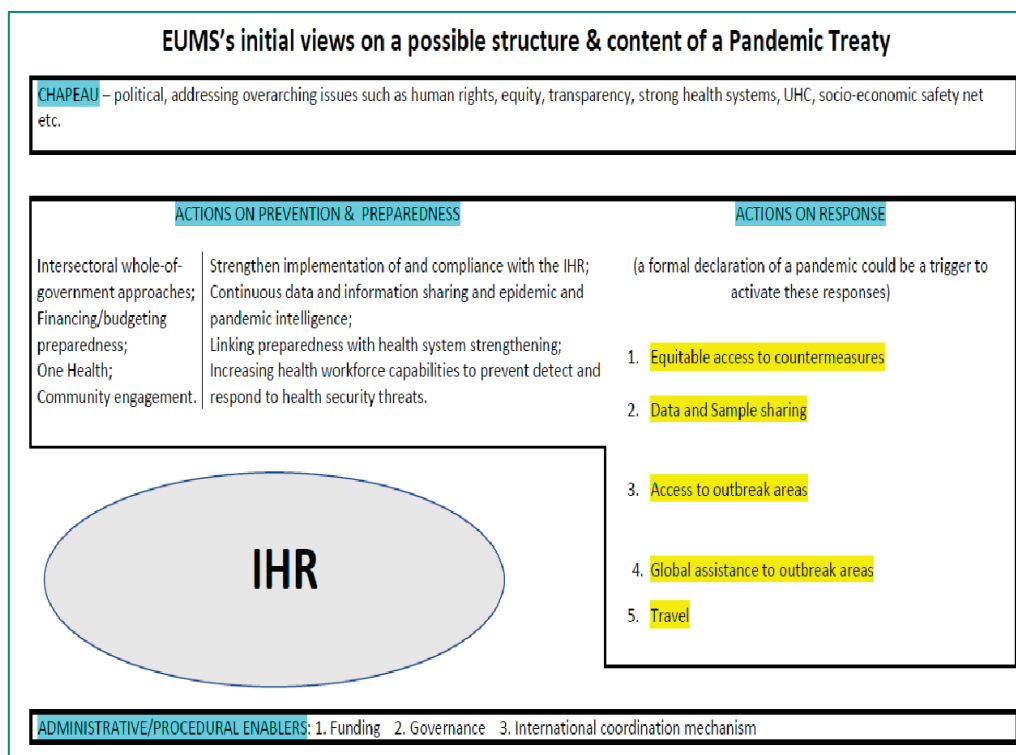 EUMS's initial views on a possible structure & content of a Pandemic Treaty
CHAPEAU – political, addressing overarching issues such as human rights, equity, transparency, strong health systems, UHC, socio-economic safety net
etc.
ACTIONS ON PREVENTION & PREPAREDNESS
Intersectoral whole-of-
government approaches;
Financing/budgeting
preparedness;
One Health;
Community engagement.
Strengthen implementation of and compliance with the IHR;
Continuous data and information sharing and epidemic and
pandemic intelligence;
Linking preparedness with health system strengthening;
Increasing health workforce capabilities to prevent detect and
respond to health security threats.
ACTIONS ON RESPONSE
(a formal declaration of a pandemic could be a trigger to
activate these responses)
1. Equitable access to countermeasures
2. Data and Sample sharing
3. Access to outbreak areas
4. Global assistance to outbreak areas
5. Travel
IHR
ADMINISTRATIVE/PROCEDURAL ENABLERS: 1. Funding 2. Governance 3. International coordination mechanism